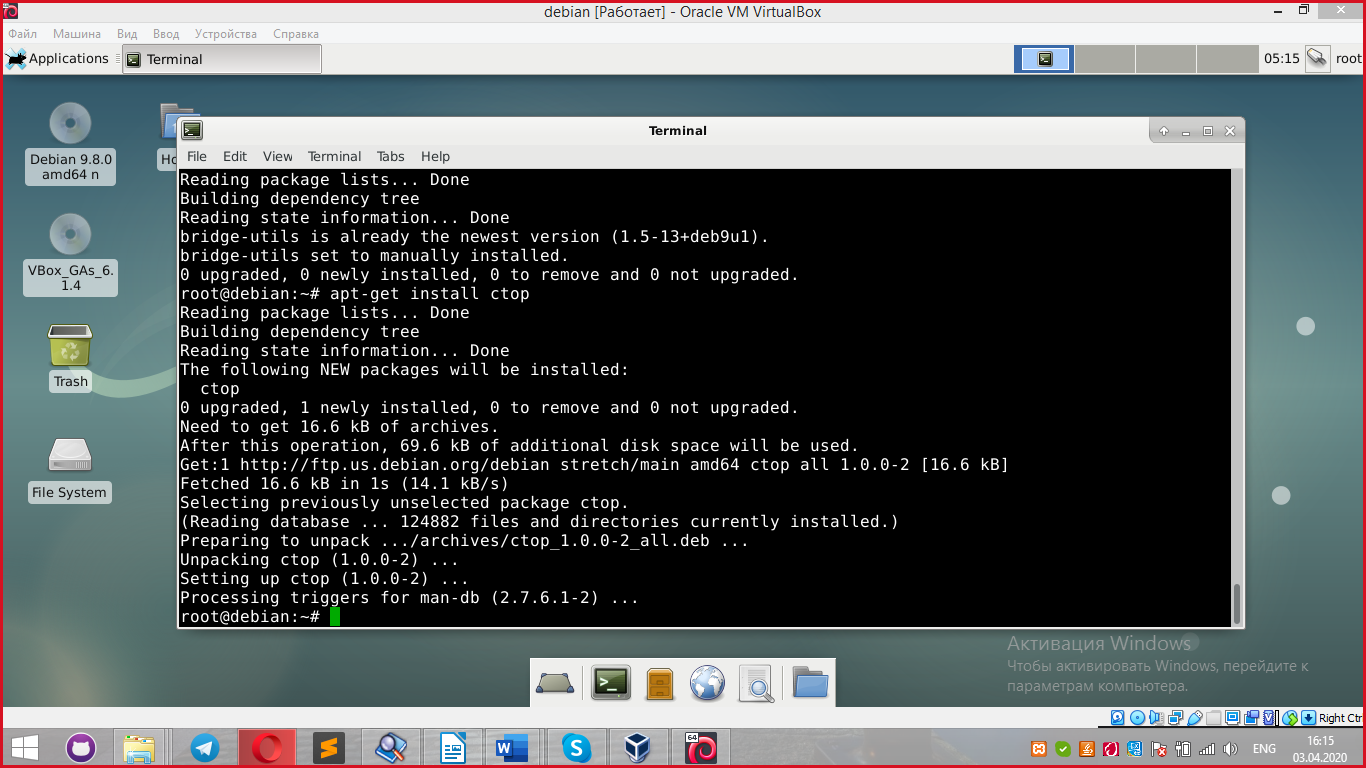 debian [Работает] - Oracle VM VirtualBox
Файл Машина Вид Ввод Устройства Справка
Applications Terminal 05:15 root
Debian 9.8.0
amd64 n
Ho
VBox_GAs_6.
1.4
Trash
File System
Terminal
File Edit View Terminal Tabs Help
Reading package lists... Done
Building dependency tree
Reading state information... Done
bridge-utils is already the newest version (1.5-13+deb9u1).
bridge-utils set to manually installed.
0 upgraded, 0 newly installed, 0 to remove and 0 not upgraded.
root@debian:~# apt-get install ctop
Reading package lists... Done
Building dependency tree
Reading state information... Done
The following NEW packages will be installed:
  ctop
0 upgraded, 1 newly installed, 0 to remove and 0 not upgraded.
Need to get 16.6 kB of archives.
After this operation, 69.6 kB of additional disk space will be used.
Get:1 http://ftp.us.debian.org/debian stretch/main amd64 ctop all 1.0.0-2 [16.6 kB]
Fetched 16.6 kB in 1s (14.1 kB/s)
Selecting previously unselected package ctop.
(Reading database ... 124882 files and directories currently installed.)
Preparing to unpack .../archives/ctop_1.0.0-2_all.deb ...
Unpacking ctop (1.0.0-2) ...
Setting up ctop (1.0.0-2) ...
Processing triggers for man-db (2.7.6.1-2) ...
root@debian:~#
Активация Windows
Чтобы активировать Windows, перейдите к
параметрам компьютера.
Right Ctrl
64
ENG
16:15
03.04.2020